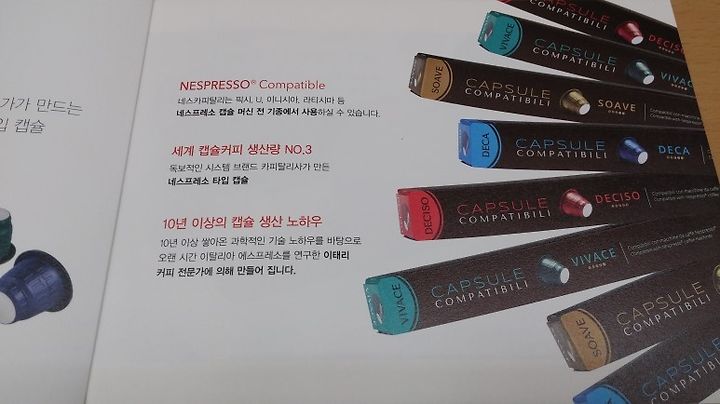 가가 만드는
입 캡슐
NESPRESSO® Compatible
네스카피탈리는 픽시, U, 이니시아, 라티시마 등
네스프레소 캡슐 머신 전 기종에서 사용하실 수 있습니다.
세계 캡슐커피 생산량 NO.3
독보적인 시스템 브랜드 카피탈리사가 만든
네스프레소 타입 캡슐
10년 이상의 캡슐 생산 노하우
10년 이상 쌓아온 과학적인 기술 노하우를 바탕으로
오랜 시간 이탈리아 에스프레소를 연구한 이태리
커피 전문가에 의해 만들어 집니다.
CAPSULE
COMPATIBILI
DECISO
VIVACE
CAPSULE
COMPATIBILI
VIVACE
SOAVE
CAPSULE
COMPATIBILI
SOAVE
DECA
CAPSULE
COMPATIBILI
DECA
DECISO
CAPSULE
COMPATIBILI
DECISO
VIVACE
CAPSULE
COMPATIBILI
VIVACE
SOAVE
CAPSULE
COMPATIBILI
CAPSULE
COMPATIBILI